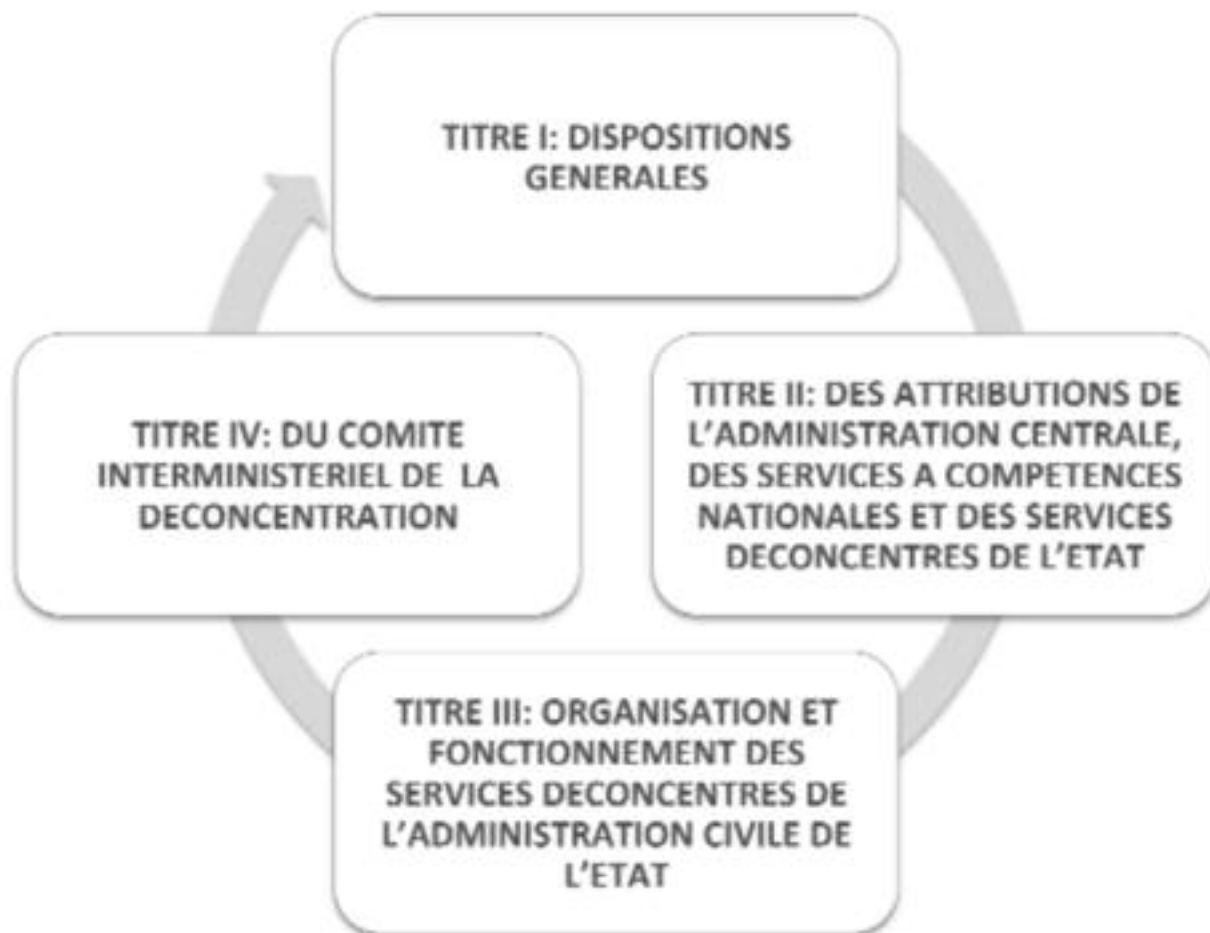 TITRE I: DISPOSITIONS
GENERALES
TITRE II: DES ATTRIBUTIONS DE
L'ADMINISTRATION CENTRALE,
DES SERVICES A COMPETENCES
NATIONALES ET DES SERVICES
DECONCENTRES DE L'ETAT
TITRE III: ORGANISATION ET
FONCTIONNEMENT DES
SERVICES DECONCENTRES DE
L'ADMINISTRATION CIVILE DE
L'ETAT
TITRE IV: DU COMITE
INTERMINISTERIEL DE LA
DECONCENTRATION